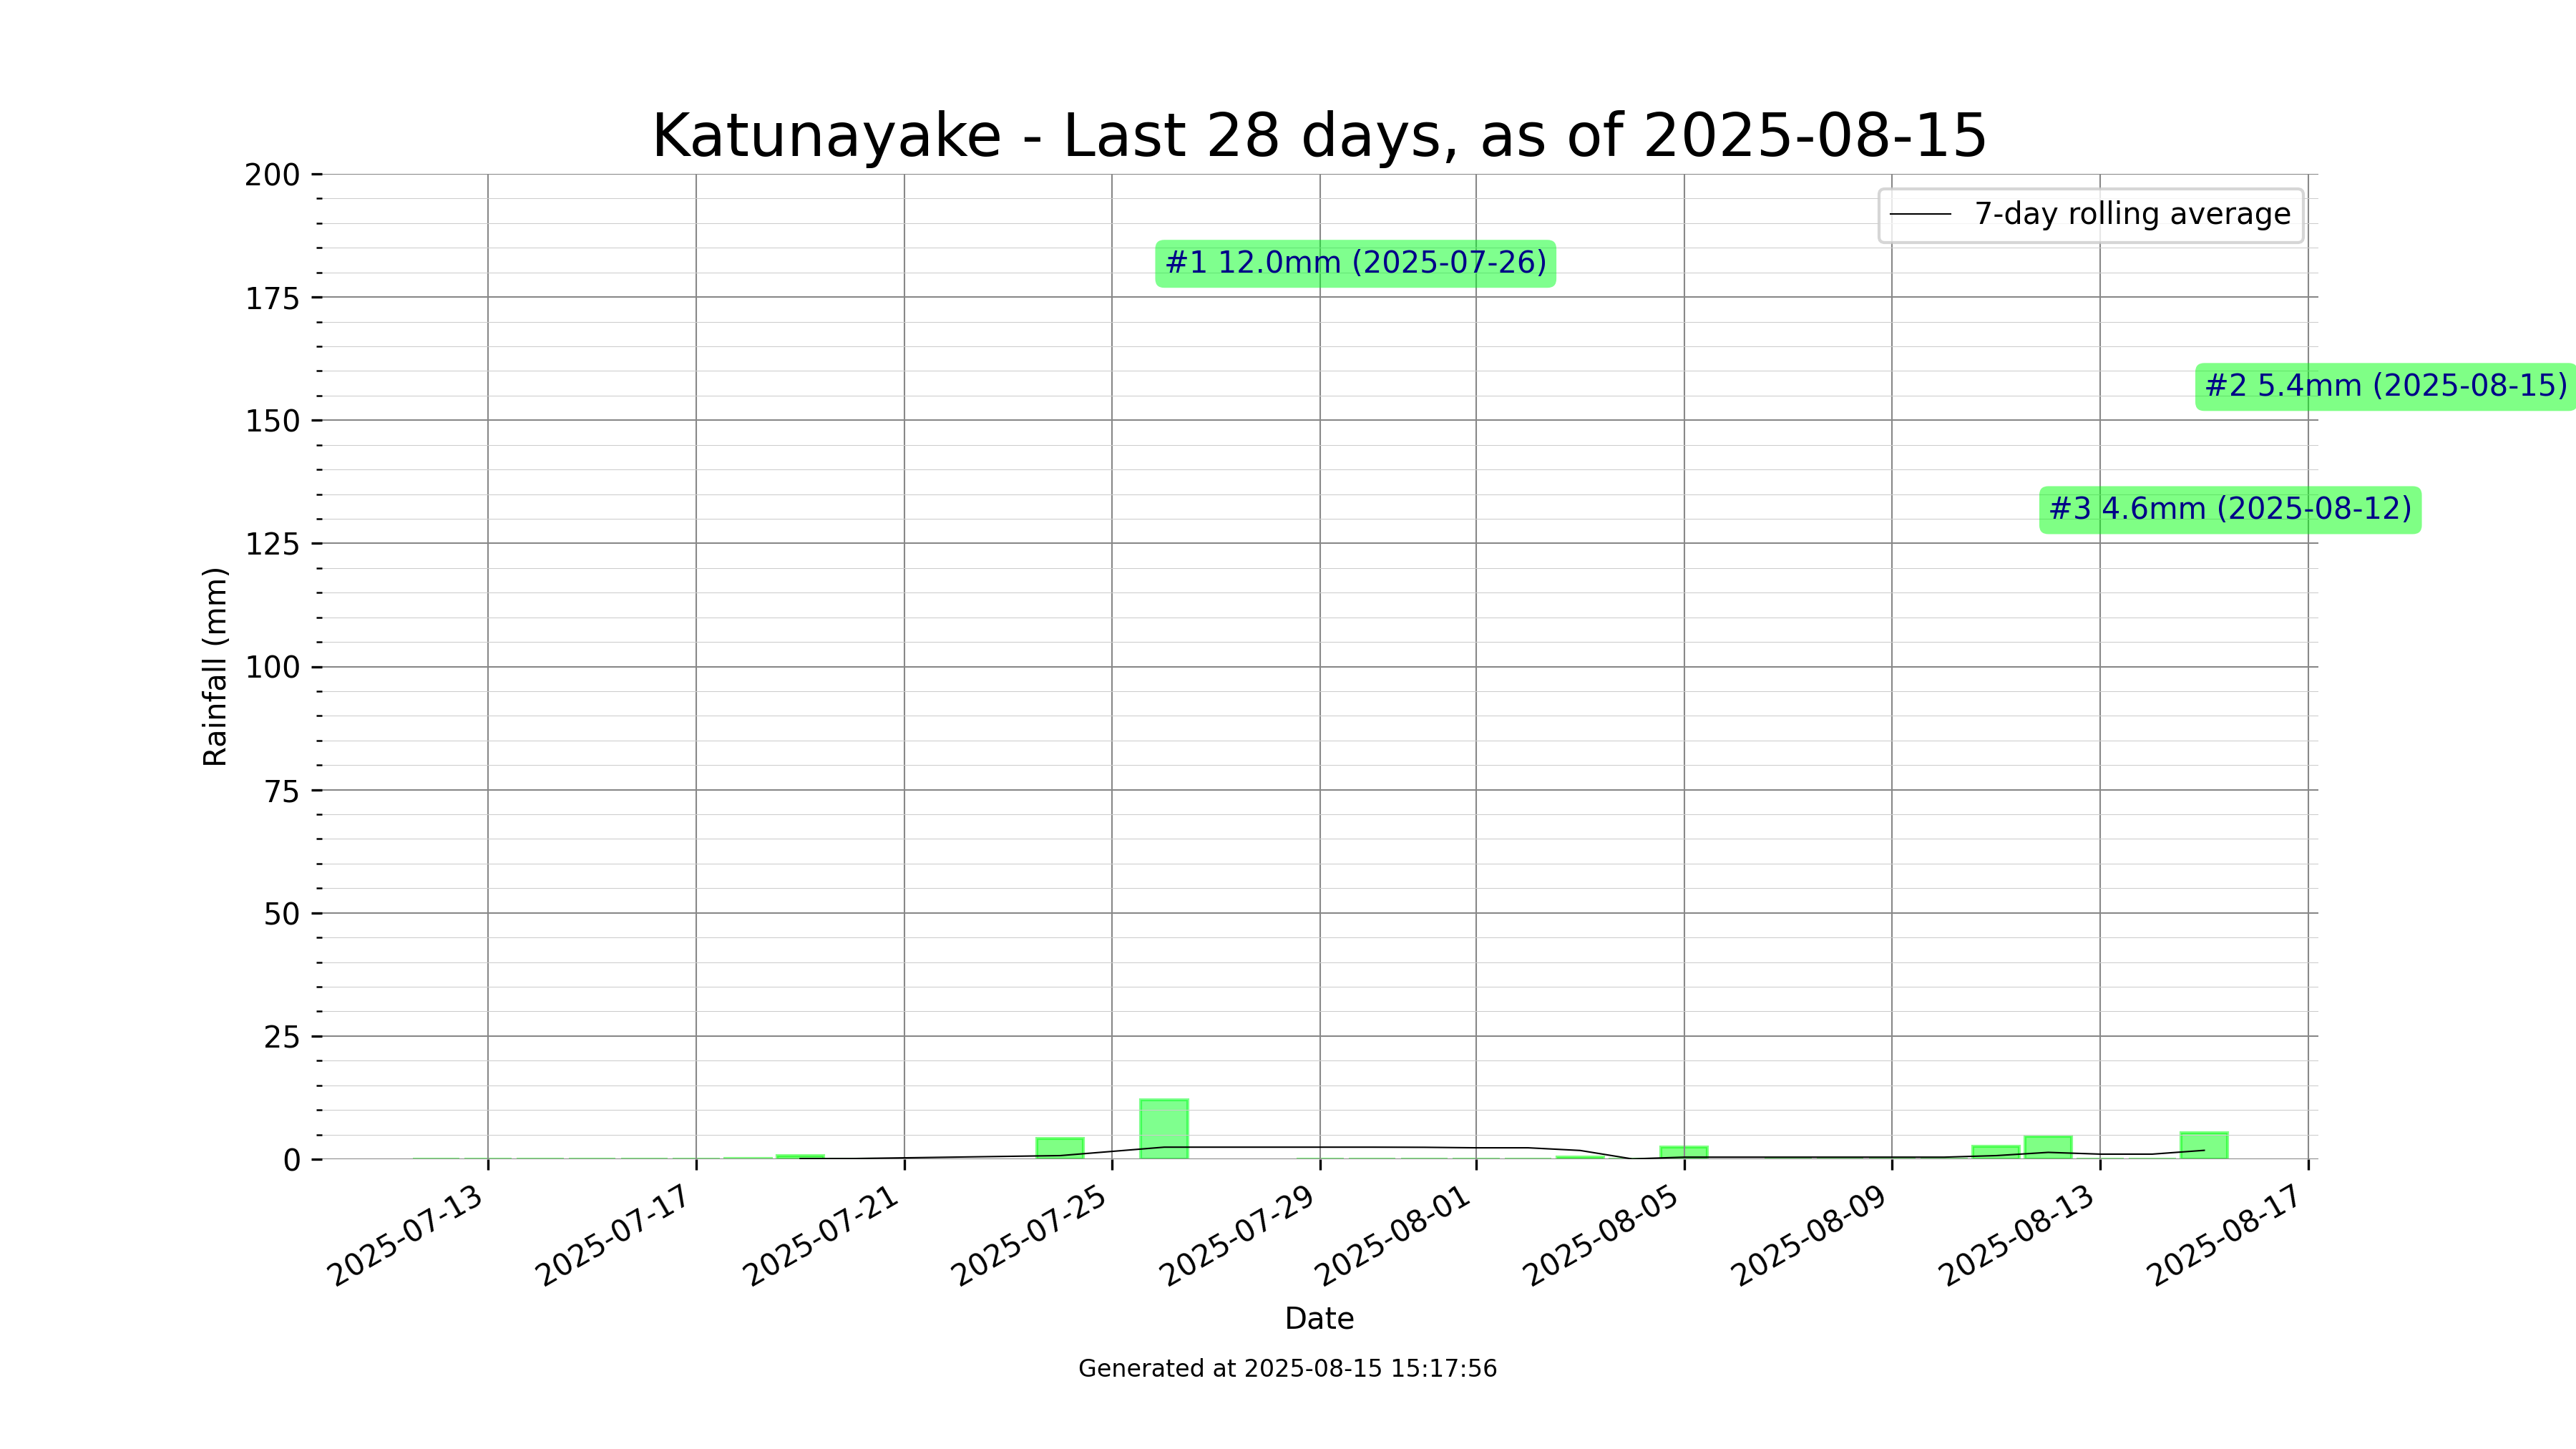 Katunayake - Last 28 days, as of 2025-08-15
200
175
150
125
100
75
50
25
0
Rainfall (mm)
7-day rolling average
#1 12.0mm (2025-07-26)
#2 5.4mm (2025-08-15)
#3 4.6mm (2025-08-12)
2025-07-13
2025-07-17
2025-07-21
2025-07-25
2025-07-29
2025-08-01
2025-08-05
2025-08-09
2025-08-13
2025-08-17
Date
Generated at 2025-08-15 15:17:56